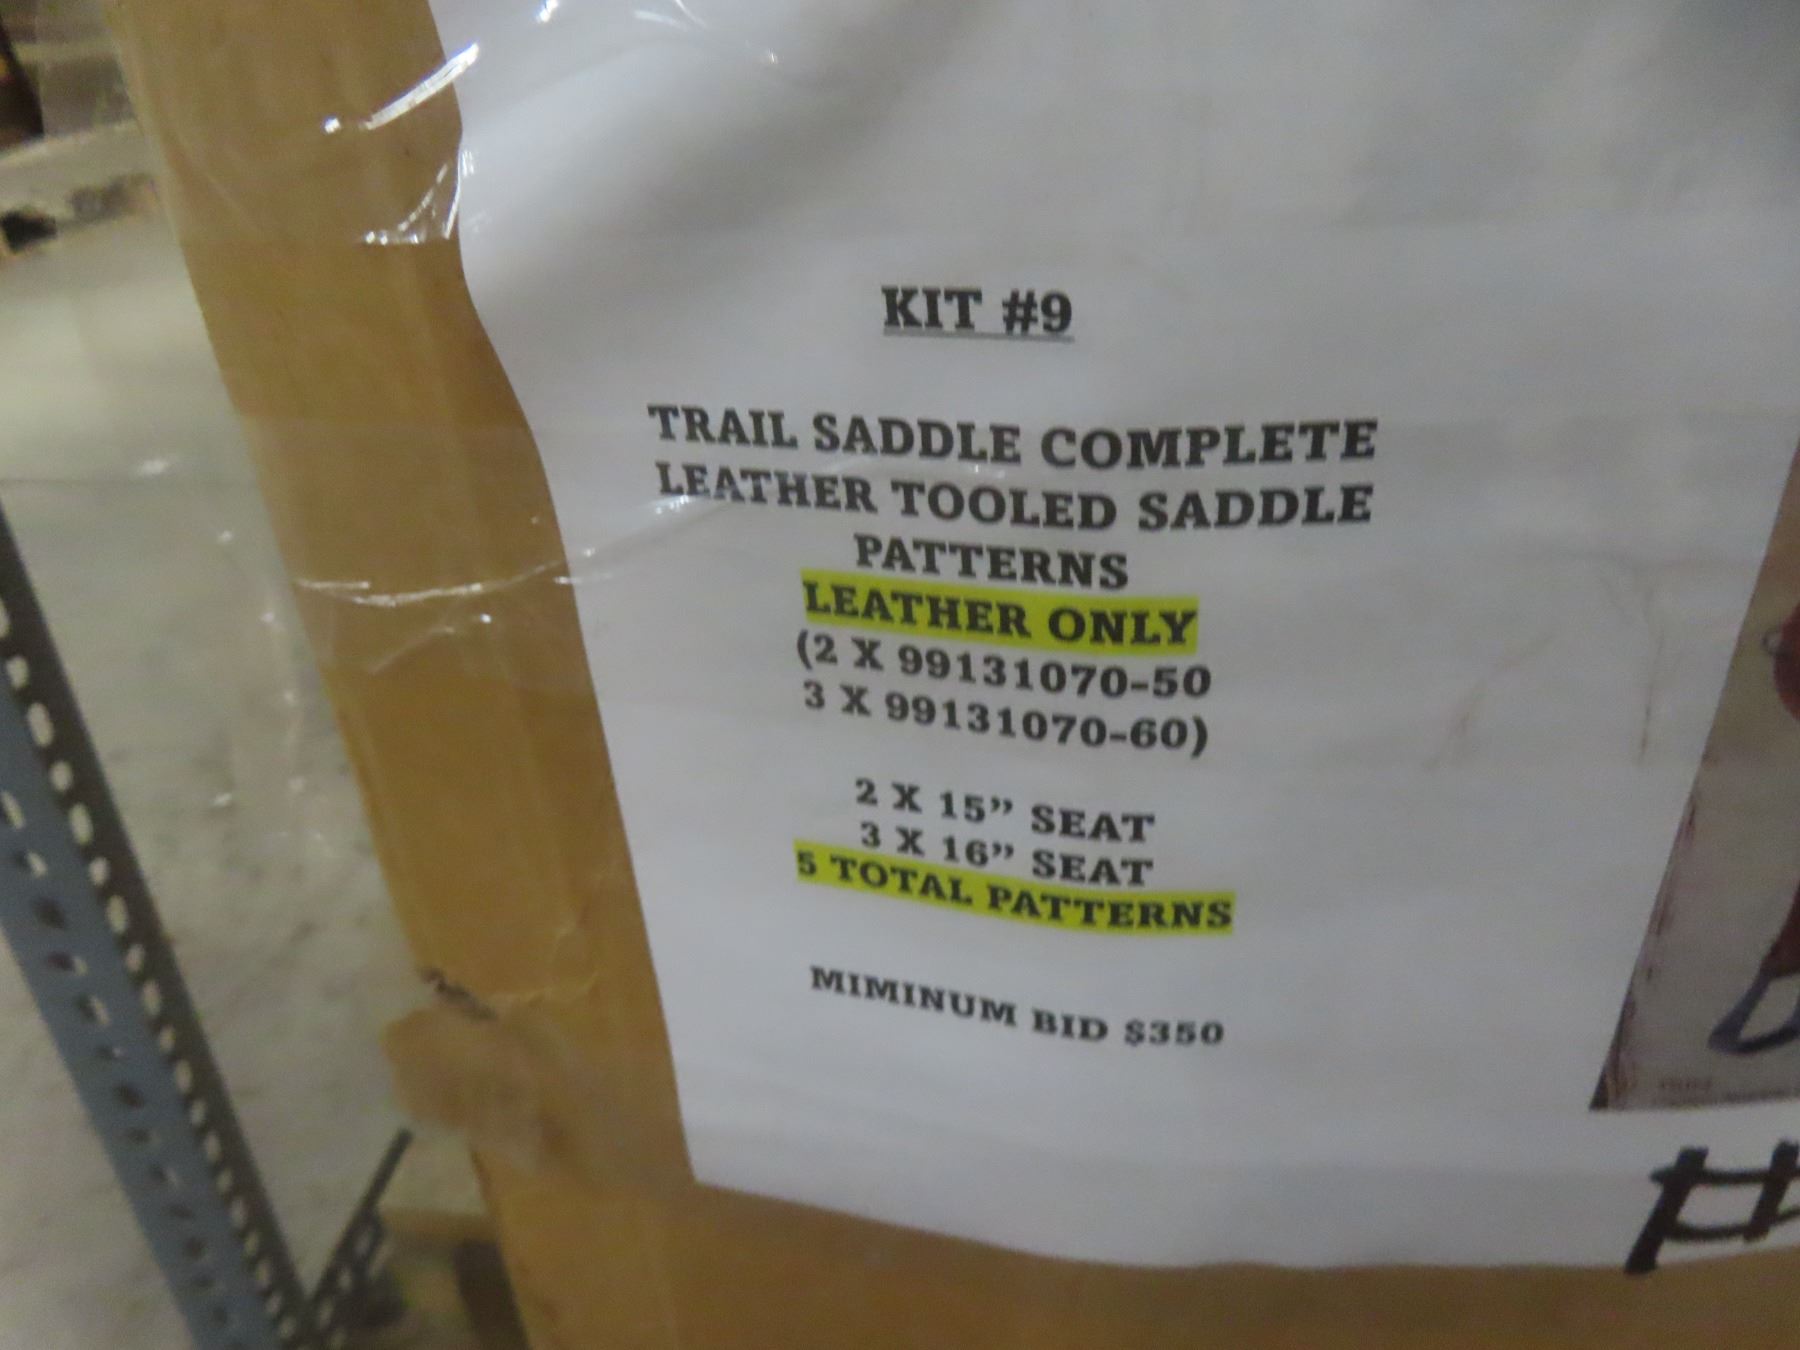 KIT #9
TRAIL SADDLE COMPLETE
LEATHER TOOLED SADDLE
PATTERNS
LEATHER ONLY
(2 X 99131070-50
3 X 99131070-60)
2 X 15” SEAT
3 X 16” SEAT
5 TOTAL PATTERNS
MIMINUM BID $350
#